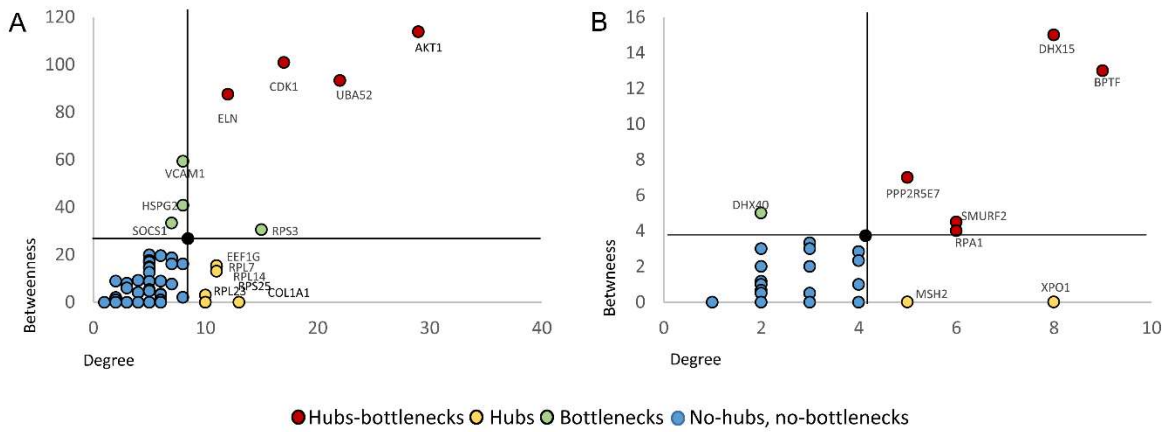 A
120
100
80
60
40
20
0
Betweenness
AKT1
CDK1
UBA52
ELN
VCAM1
HSPG2
SOCS1
RPS3
EEF1G
RPL7
RPL14
RPS25
RPL23
COL1A1
0 10 20 30 40
Degree
B
16
14
12
10
8
6
4
2
0
Betwneess
DHX15
BPTF
PPP2R5E7
DHX40
SMURF2
RPA1
MSH2
XPO1
0 2 4 6 8 10
Degree
Hubs-bottlenecks Hubs Bottlenecks No-hubs, no-bottlenecks